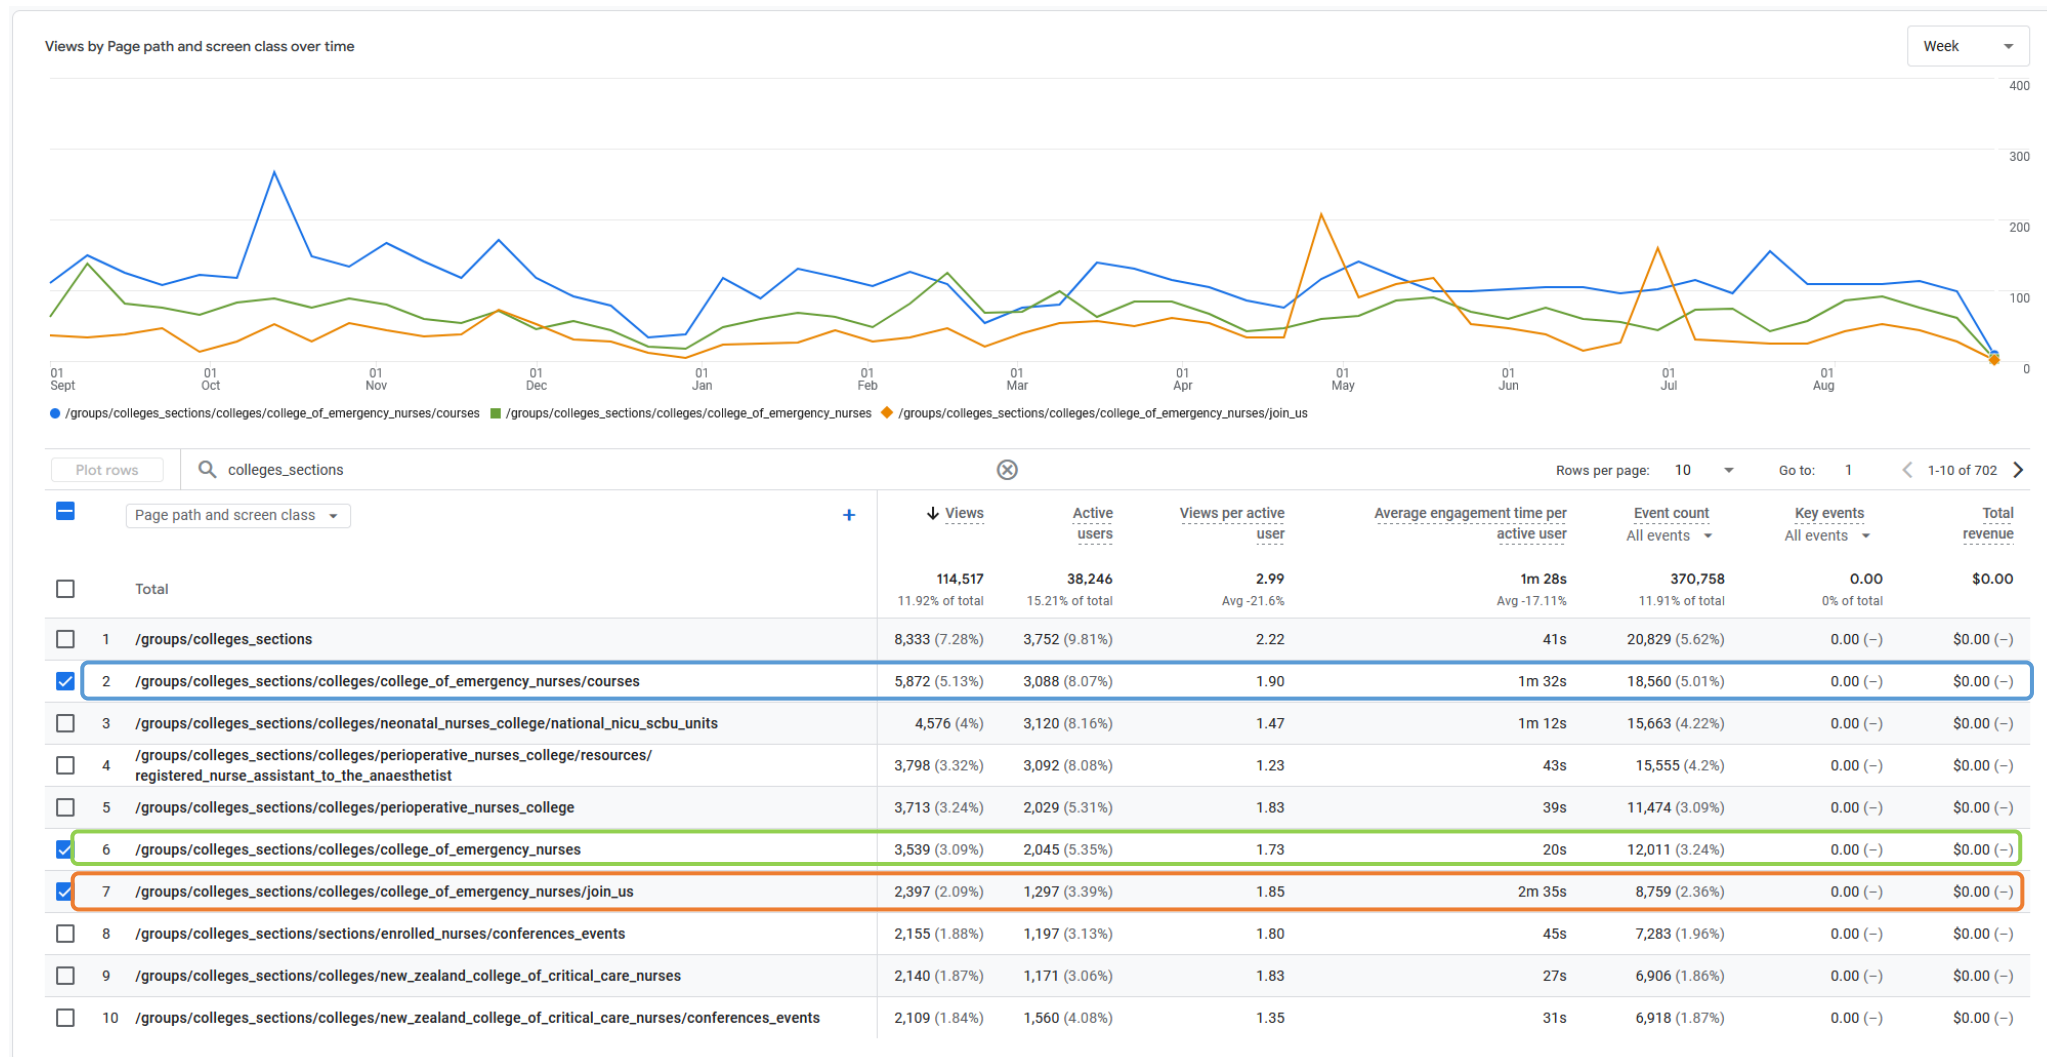 Views by Page path and screen class over time
Week
400
300
200
100
0
01 01 01 01 01 01 01 01 01 01 01 01
Sept Oct Nov Dec Jan Feb Mar Apr May Jun Jul Aug
/groups/colleges_sections/colleges/college_of_emergency_nurses/courses /groups/colleges_sections/colleges/college_of_emergency_nurses /groups/colleges_sections/colleges/college_of_emergency_nurses/join_us
Plot rows colleges_sections Rows per page: 10 Go to: 1 1-10 of 702
Page path and screen class + Views Active users Views per active user Average engagement time per active user Event count All events Key events All events Total revenue
Total 114,517 38,246 2.99 1m 28s 370,758 0.00 $0.00
11.92% of total 15.21% of total Avg -21.6% Avg -17.11% 11.91% of total 0% of total
1 /groups/colleges_sections 8,333 (7.28%) 3,752 (9.81%) 2.22 41s 20,829 (5.62%) 0.00 (–) $0.00 (–)
2 /groups/colleges_sections/colleges/college_of_emergency_nurses/courses 5,872 (5.13%) 3,088 (8.07%) 1.90 1m 32s 18,560 (5.01%) 0.00 (–) $0.00 (–)
3 /groups/colleges_sections/colleges/neonatal_nurses_college/national_nicu_scbu_units 4,576 (4%) 3,120 (8.16%) 1.47 1m 12s 15,663 (4.22%) 0.00 (–) $0.00 (–)
4 /groups/colleges_sections/colleges/perioperative_nurses_college/resources/
registered_nurse_assistant_to_the_anaesthetist 3,798 (3.32%) 3,092 (8.08%) 1.23 43s 15,555 (4.2%) 0.00 (–) $0.00 (–)
5 /groups/colleges_sections/colleges/perioperative_nurses_college 3,713 (3.24%) 2,029 (5.31%) 1.83 39s 11,474 (3.09%) 0.00 (–) $0.00 (–)
6 /groups/colleges_sections/colleges/college_of_emergency_nurses 3,539 (3.09%) 2,045 (5.35%) 1.73 20s 12,011 (3.24%) 0.00 (–) $0.00 (–)
7 /groups/colleges_sections/colleges/college_of_emergency_nurses/join_us 2,397 (2.09%) 1,297 (3.39%) 1.85 2m 35s 8,759 (2.36%) 0.00 (–) $0.00 (–)
8 /groups/colleges_sections/sections/enrolled_nurses/conferences_events 2,155 (1.88%) 1,197 (3.13%) 1.80 45s 7,283 (1.96%) 0.00 (–) $0.00 (–)
9 /groups/colleges_sections/colleges/new_zealand_college_of_critical_care_nurses 2,140 (1.87%) 1,171 (3.06%) 1.83 27s 6,906 (1.86%) 0.00 (–) $0.00 (–)
10 /groups/colleges_sections/colleges/new_zealand_college_of_critical_care_nurses/conferences_events 2,109 (1.84%) 1,560 (4.08%) 1.35 31s 6,918 (1.87%) 0.00 (–) $0.00 (–)